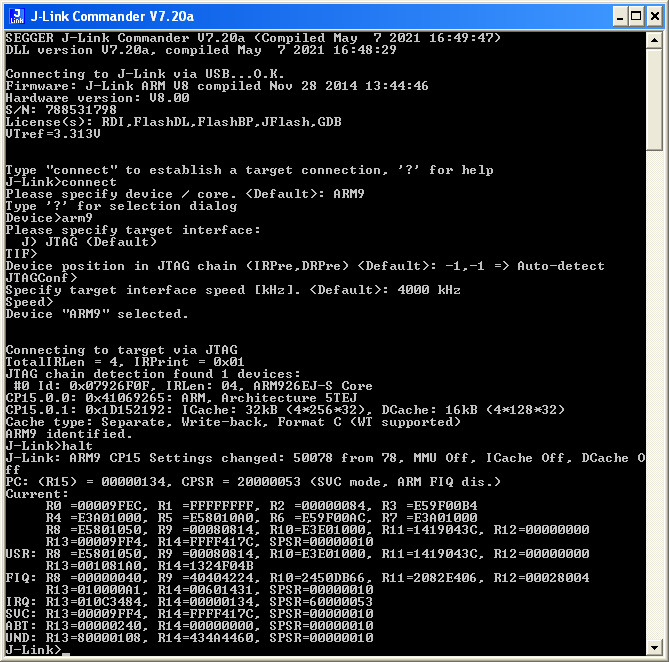 J-Link Commander V7.20a
SEGGER J-Link Commander V7.20a (Compiled May  7 2021 16:49:47)
DLL version V7.20a, compiled May  7 2021 16:48:29
Connecting to J-Link via USB...O.K.
Firmware: J-Link ARM V8 compiled Nov 28 2014 13:44:46
Hardware version: V8.00
S/N: 788531798
License(s): RDI,FlashDL,FlashBP,JFlash,GDB
VTref=3.313V
Type "connect" to establish a target connection, '?' for help
J-Link>connect
Please specify device / core. <Default>: ARM9
Type '?' for selection dialog
Device>arm9
Please specify target interface:
  J) JTAG (Default)
TIF>
Device position in JTAG chain (IRPre,DRPre) <Default>: -1,-1 => Auto-detect
JTAGConf>
Specify target interface speed [kHz]. <Default>: 4000 kHz
Speed>
Device "ARM9" selected.
Connecting to target via JTAG
TotalIRLen = 4, IRPrint = 0x01
JTAG chain detection found 1 devices:
 #0 Id: 0x07926F0F, IRLen: 04, ARM926EJ-S Core
CP15.0.0: 0x41069265: ARM, Architecture 5TEJ
CP15.0.1: 0x1D152192: ICache: 32kB (4*256*32), DCache: 16kB (4*128*32)
Cache type: Separate, Write-back, Format C (WT supported)
ARM9 identified.
J-Link>halt
J-Link: ARM9 CP15 Settings changed: 50078 from 78, MMU Off, ICache Off, DCache O
ff
PC: (R15) = 00000134, CPSR = 20000053 (SVC mode, ARM FIQ dis.)
Current:
     R0 =00009FEC, R1 =FFFFFFFF, R2 =00000084, R3 =E59F00B4
     R4 =E3A01000, R5 =E58010A0, R6 =E59F00AC, R7 =E3A01000
     R8 =E5801050, R9 =00080814, R10=E3E01000, R11=1419043C, R12=00000000
     R13=00009FF4, R14=FFFF417C, SPSR=00000010
USR: R8 =E5801050, R9 =00080814, R10=E3E01000, R11=1419043C, R12=00000000
     R13=001081A0, R14=1324F04B
FIQ: R8 =00000040, R9 =40404224, R10=2450DB66, R11=2082E406, R12=00028004
     R13=010000A1, R14=00601431, SPSR=00000010
IRQ: R13=010C3484, R14=00000134, SPSR=60000053
SVC: R13=00009FF4, R14=FFFF417C, SPSR=00000010
ABT: R13=00000240, R14=00000000, SPSR=00000010
UND: R13=80000108, R14=434A4460, SPSR=00000010
J-Link>_